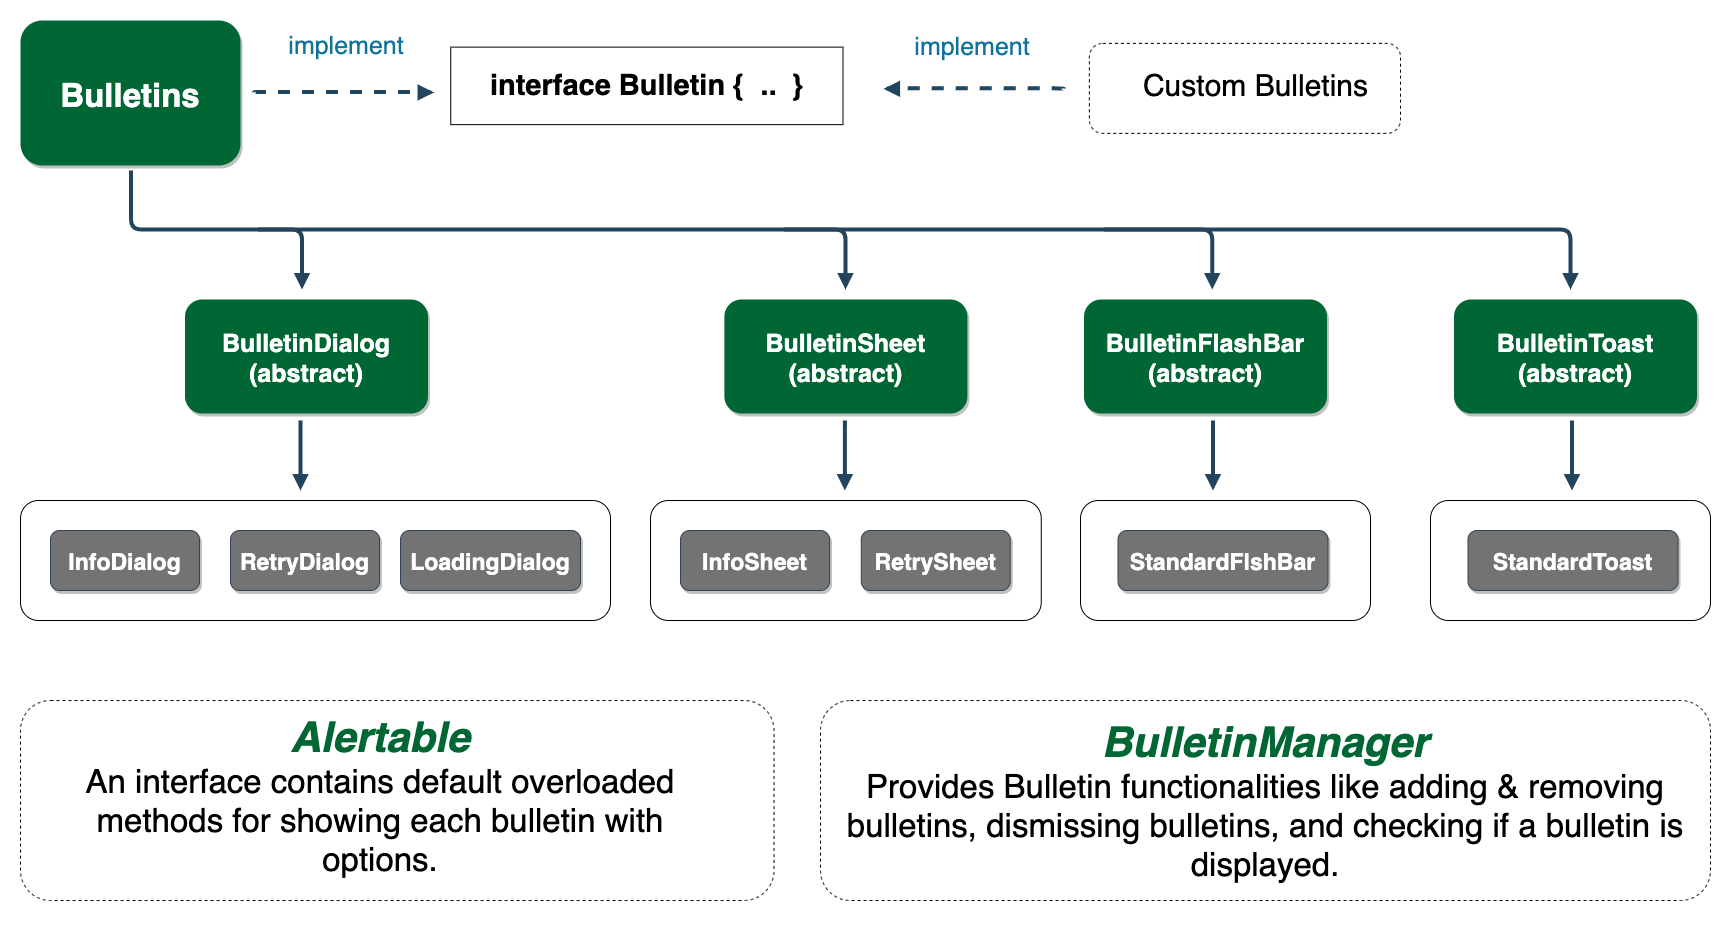 Bulletins
implement
interface Bulletin {  ..  }
implement
Custom Bulletins
BulletinDialog
(abstract)
BulletinSheet
(abstract)
BulletinFlashBar
(abstract)
BulletinToast
(abstract)
InfoDialog
RetryDialog
LoadingDialog
InfoSheet
RetrySheet
StandardFlshBar
StandardToast
Alertable
An interface contains default overloaded
methods for showing each bulletin with
options.
BulletinManager
Provides Bulletin functionalities like adding & removing
bulletins, dismissing bulletins, and checking if a bulletin is
displayed.